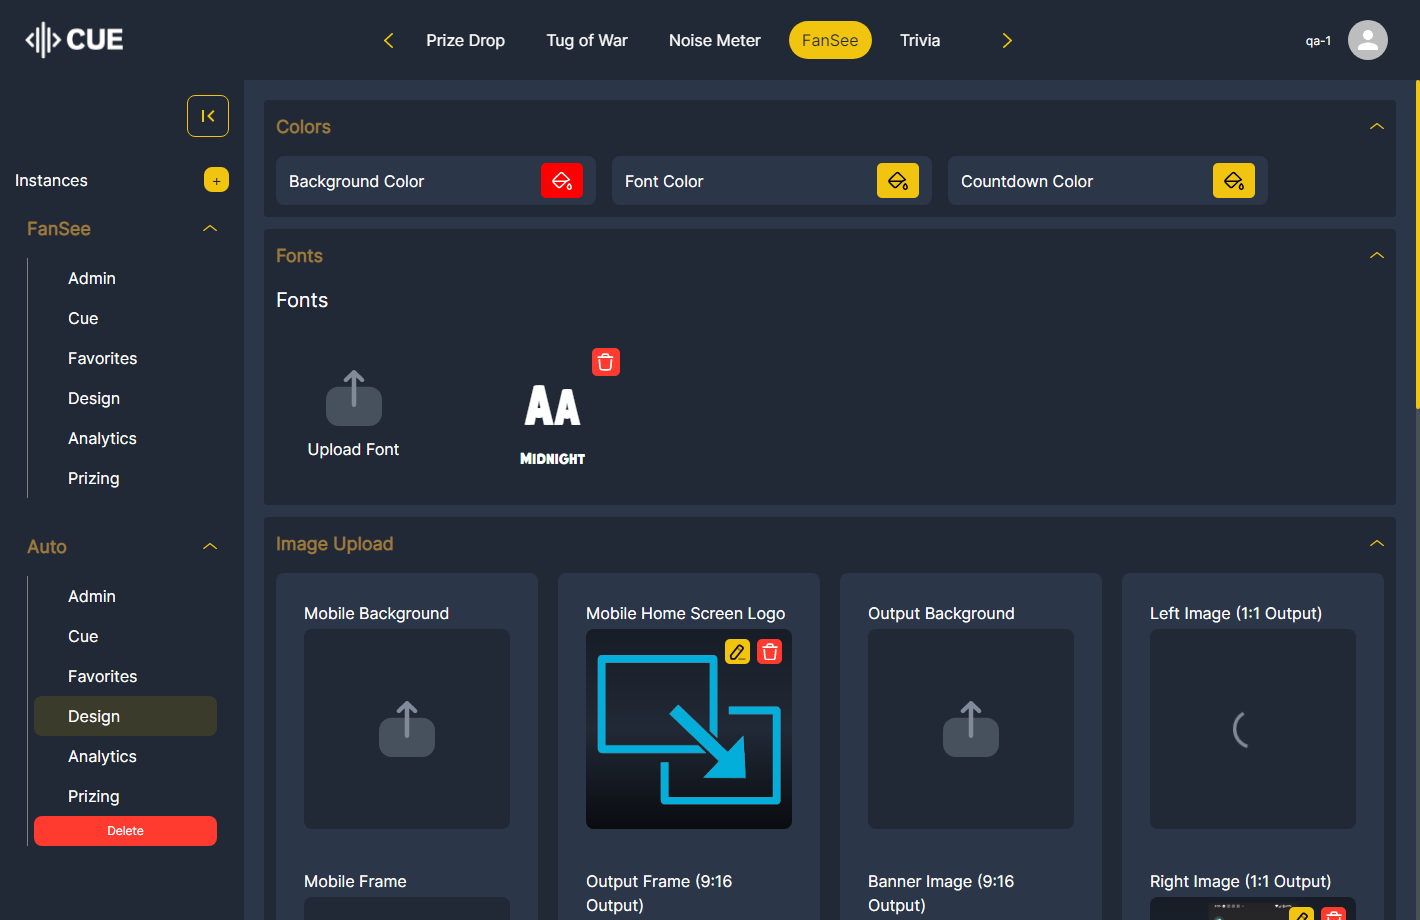 CUE
Prize Drop
Tug of War
Noise Meter
FanSee
Trivia
qa-1
Instances
+
FanSee
Admin
Cue
Favorites
Design
Analytics
Prizing
Auto
Admin
Cue
Favorites
Design
Analytics
Prizing
Delete
Colors
Background Color
Font Color
Countdown Color
Fonts
Fonts
Upload Font
AA
MIDNIGHT
Image Upload
Mobile Background
Mobile Home Screen Logo
Output Background
Left Image (1:1 Output)
Mobile Frame
Output Frame (9:16
Output)
Banner Image (9:16
Output)
Right Image (1:1 Output)